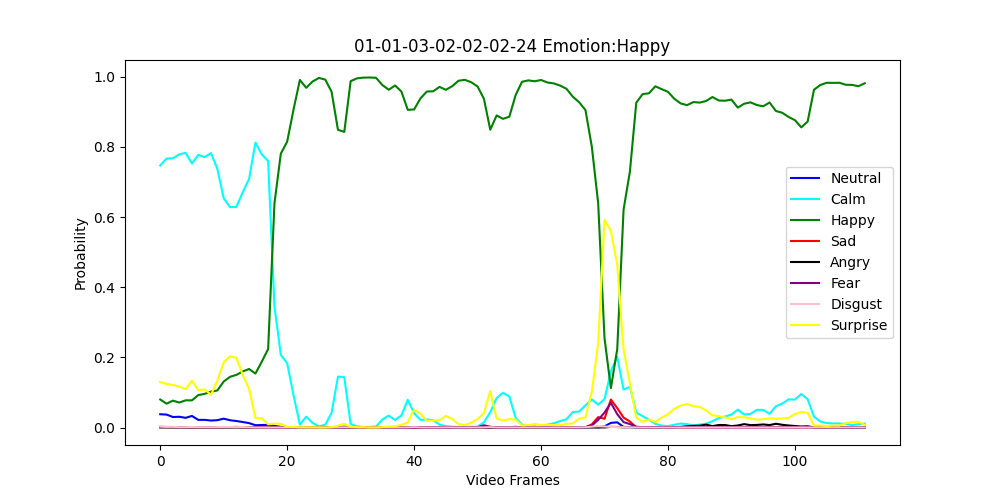 01-01-03-02-02-02-24 Emotion:Happy
Probability
1.0
0.8
0.6
0.4
0.2
0.0
Neutral
Calm
Happy
Sad
Angry
Fear
Disgust
Surprise
0 20 40 60 80 100
Video Frames